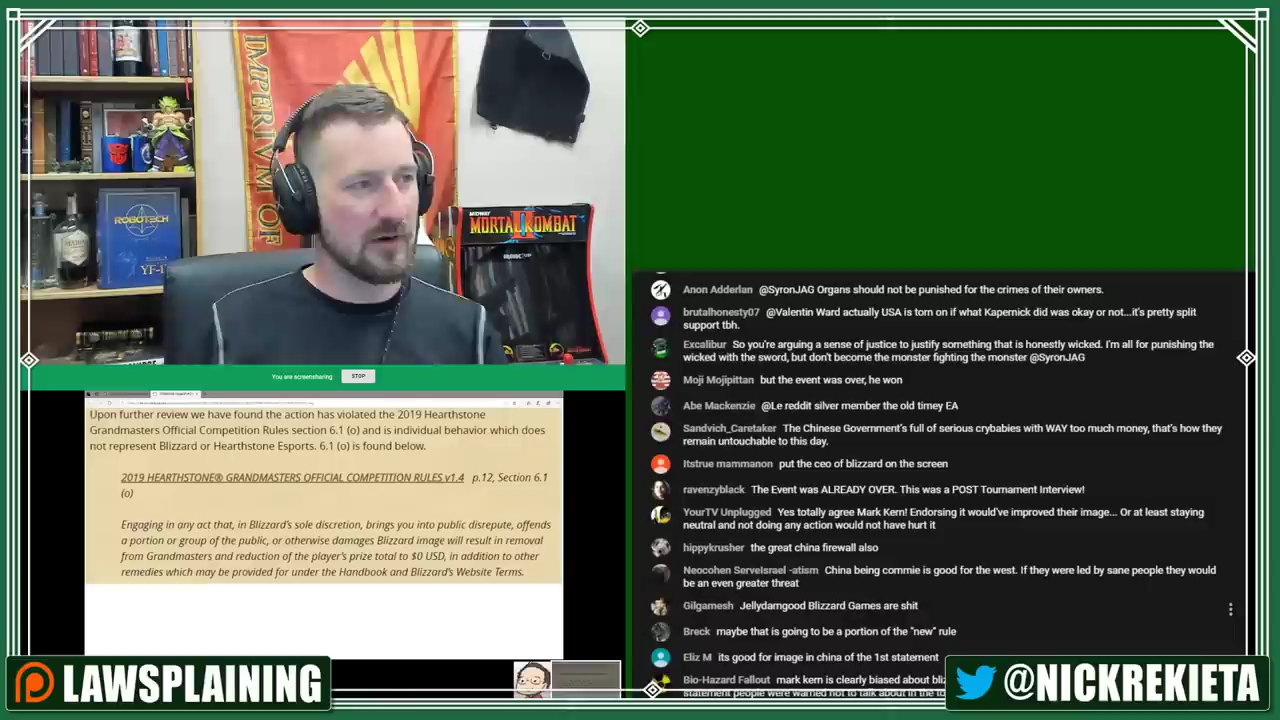 IMPERIVM OF
ROBOTECH
YF-1
MIDWAY
MORTAL KOMBAT
II
You are screensharing
STOP
Upon further review we have found the action has violated the 2019 Hearthstone
Grandmasters Official Competition Rules section 6.1 (o) and is individual behavior which does
not represent Blizzard or Hearthstone Esports. 6.1 (o) is found below.
2019 HEARTHSTONE® GRANDMASTERS OFFICIAL COMPETITION RULES v1.4 p.12, Section 6.1
(o)
Engaging in any act that, in Blizzard's sole discretion, brings you into public disrepute, offends
a portion or group of the public, or otherwise damages Blizzard image will result in removal
from Grandmasters and reduction of the player's prize total to $0 USD, in addition to other
remedies which may be provided for under the Handbook and Blizzard's Website Terms.
Anon Adderlan @SyronJAG Organs should not be punished for the crimes of their owners.
brutalhonesty07 @Valentin Ward actually USA is torn on if what Kapernick did was okay or not...it's pretty split
support tbh.
Excalibur So you're arguing a sense of justice to justify something that is honestly wicked. I'm all for punishing the
wicked with the sword, but don't become the monster fighting the monster @SyronJAG
Moji Mojipittan but the event was over, he won
Abe Mackenzie @Le reddit silver member the old timey EA
Sandvich_Caretaker The Chinese Government's full of serious crybabies with WAY too much money, that's how they
remain untouchable to this day.
Itstrue mammanon put the ceo of blizzard on the screen
ravenzyblack The Event was ALREADY OVER. This was a POST Tournament Interview!
YourTV Unplugged Yes totally agree Mark Kern! Endorsing it would've improved their image... Or at least staying
neutral and not doing any action would not have hurt it
hippykrusher the great china firewall also
Neocohen ServeIsrael -atism China being commie is good for the west. If they were led by sane people they would
be an even greater threat
Gilgamesh Jellydamgood Blizzard Games are shit
Breck maybe that is going to be a portion of the "new" rule
Eliz M its good for image in china of the 1st statement
Bio-Hazard Fallout mark kern is clearly biased about bliz
statement people were warned not to talk about in the to
LAWSPLAINING
@NICKREKIETA